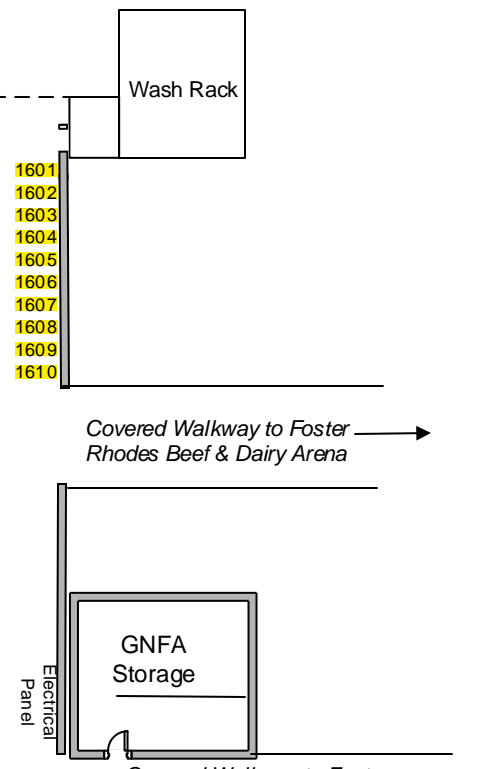 Wash Rack
1601
1602
1603
1604
1605
1606
1607
1608
1609
1610
Covered Walkway to Foster
Rhodes Beef & Dairy Arena
GNFA
Storage
Electrical
Panel